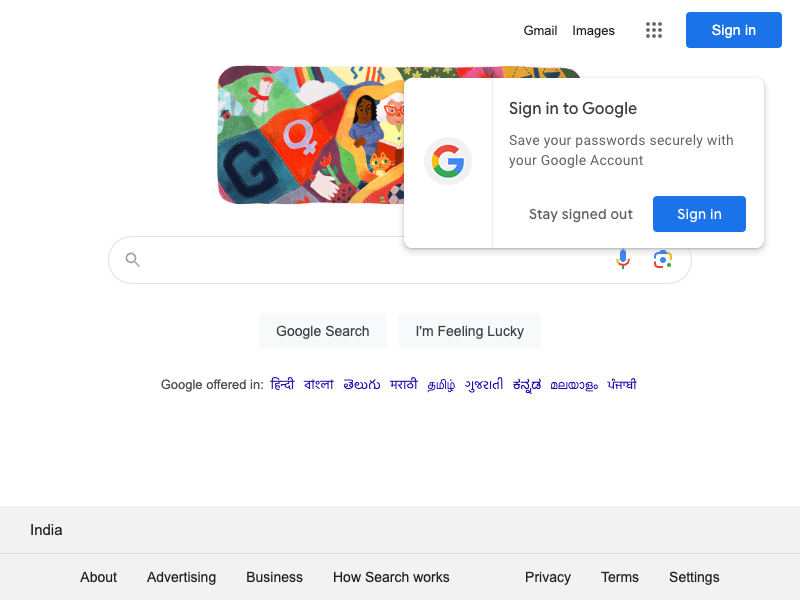 Gmail Images Sign in
Sign in to Google
Save your passwords securely with
your Google Account
Stay signed out Sign in
Google Search I'm Feeling Lucky
Google offered in: हिन्दी বাংলা తెలుగు मराठी தமிழ் ગુજરાતી ಕನ್ನಡ മലയാളം ਪੰਜਾਬੀ
India
About Advertising Business How Search works Privacy Terms Settings